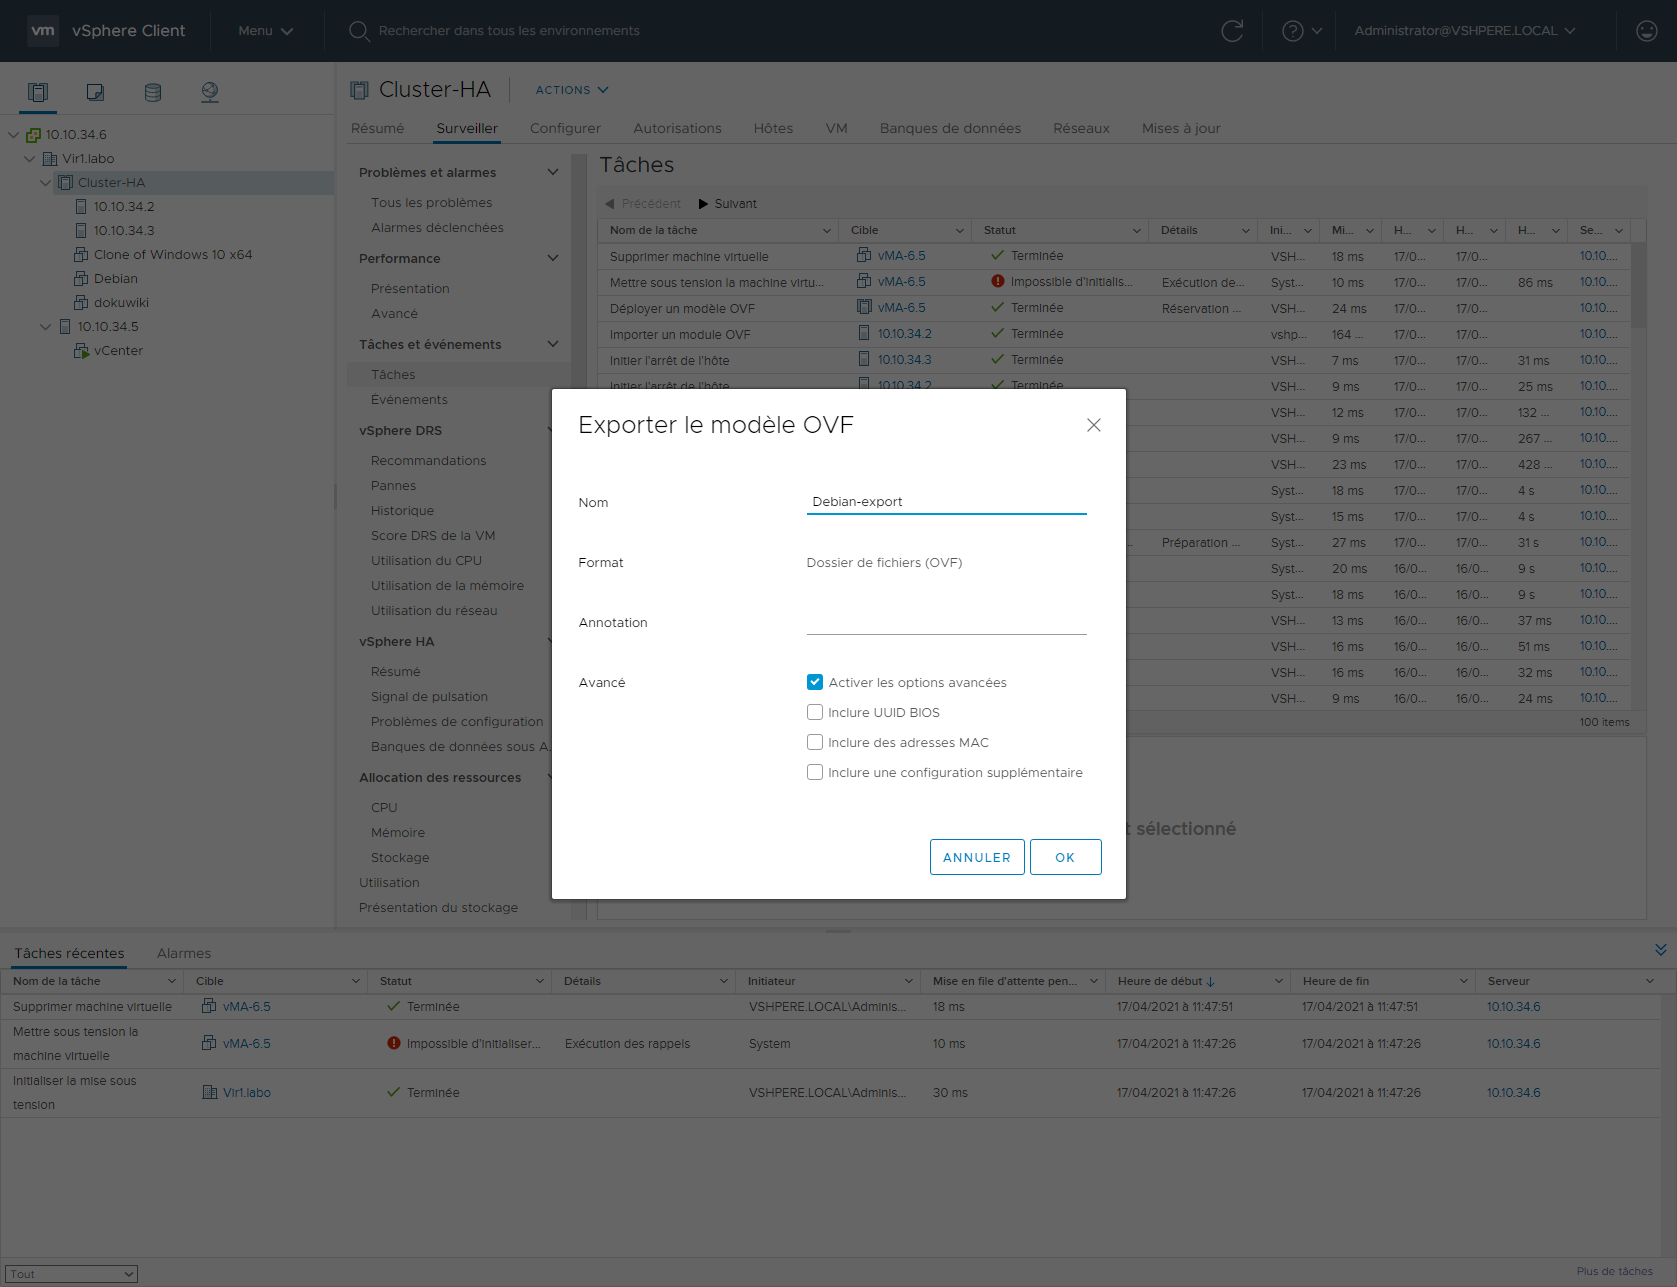 vm vSphere Client Menu Rechercher dans tous les environnements Administrator@VSHPERE.LOCAL
Cluster-HA ACTIONS
Résumé Surveiller Configurer Autorisations Hôtes VM Banques de données Réseaux Mises à jour
10.10.34.6
Vir1.labo
Cluster-HA
10.10.34.2
10.10.34.3
Clone of Windows 10 x64
Debian
dokuwiki
10.10.34.5
vCenter
Problèmes et alarmes
Tous les problèmes
Alarmes déclenchées
Performance
Présentation
Avancé
Tâches et événements
Tâches
Événements
vSphere DRS
Recommandations
Pannes
Historique
Score DRS de la VM
Utilisation du CPU
Utilisation de la mémoire
Utilisation du réseau
vSphere HA
Résumé
Signal de pulsation
Problèmes de configuration
Banques de données sous A...
Allocation des ressources
CPU
Mémoire
Stockage
Utilisation
Présentation du stockage
Tâches
Précédent Suivant
Nom de la tâche Cible Statut Détails Ini... Mi... H... H... H... Se...
Supprimer machine virtuelle vMA-6.5 Terminée VSH... 18 ms 17/0... 17/0... 10.10....
Mettre sous tension la machine virtu... vMA-6.5 Impossible d'initialis... Exécution de... Syst... 10 ms 17/0... 17/0... 86 ms 10.10....
Déployer un modèle OVF vMA-6.5 Terminée Réservation ... VSH... 24 ms 17/0... 17/0... 10.10....
Importer un module OVF 10.10.34.2 Terminée vshp... 164 ... 17/0... 17/0... 10.10....
Initier l'arrêt de l'hôte 10.10.34.3 Terminée VSH... 7 ms 17/0... 17/0... 31 ms 10.10....
Initier l'arrêt de l'hôte 10.10.34.2 Terminée VSH... 9 ms 17/0... 17/0... 25 ms 10.10....
VSH... 12 ms 17/0... 17/0... 132 ... 10.10....
VSH... 9 ms 17/0... 17/0... 267 ... 10.10....
VSH... 23 ms 17/0... 17/0... 428 ... 10.10....
Syst... 18 ms 17/0... 17/0... 4 s 10.10....
Syst... 15 ms 17/0... 17/0... 4 s 10.10....
Préparation ... Syst... 27 ms 17/0... 17/0... 31 s 10.10....
Syst... 20 ms 16/0... 16/0... 9 s 10.10....
Syst... 18 ms 16/0... 16/0... 9 s 10.10....
VSH... 13 ms 16/0... 16/0... 37 ms 10.10....
VSH... 16 ms 16/0... 16/0... 51 ms 10.10....
VSH... 16 ms 16/0... 16/0... 32 ms 10.10....
VSH... 9 ms 16/0... 16/0... 24 ms 10.10....
100 items
t sélectionné
Exporter le modèle OVF
Nom Debian-export
Format Dossier de fichiers (OVF)
Annotation
Avancé Activer les options avancées
Inclure UUID BIOS
Inclure des adresses MAC
Inclure une configuration supplémentaire
ANNULER OK
Tâches récentes Alarmes
Nom de la tâche Cible Statut Détails Initiateur Mise en file d'attente pen... Heure de début Heure de fin Serveur
Supprimer machine virtuelle vMA-6.5 Terminée VSHPERE.LOCAL\Adminis... 18 ms 17/04/2021 à 11:47:51 17/04/2021 à 11:47:51 10.10.34.6
Mettre sous tension la
machine virtuelle vMA-6.5 Impossible d'initialiser... Exécution des rappels System 10 ms 17/04/2021 à 11:47:26 17/04/2021 à 11:47:26 10.10.34.6
Initialiser la mise sous
tension Vir1.labo Terminée VSHPERE.LOCAL\Adminis... 30 ms 17/04/2021 à 11:47:26 17/04/2021 à 11:47:26 10.10.34.6
Tout Plus de tâches